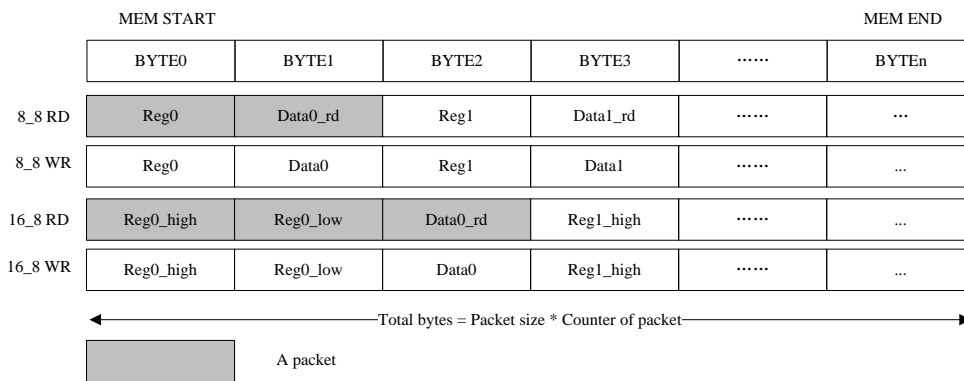 MEM START MEM END
BYTE0 BYTE1 BYTE2 BYTE3 ...... BYTEn
8_8 RD Reg0 Data0_rd Reg1 Data1_rd ...... ...
8_8 WR Reg0 Data0 Reg1 Data1 ...... ...
16_8 RD Reg0_high Reg0_low Data0_rd Reg1_high ...... ...
16_8 WR Reg0_high Reg0_low Data0 Reg1_high ...... ...
Total bytes = Packet size * Counter of packet
A packet